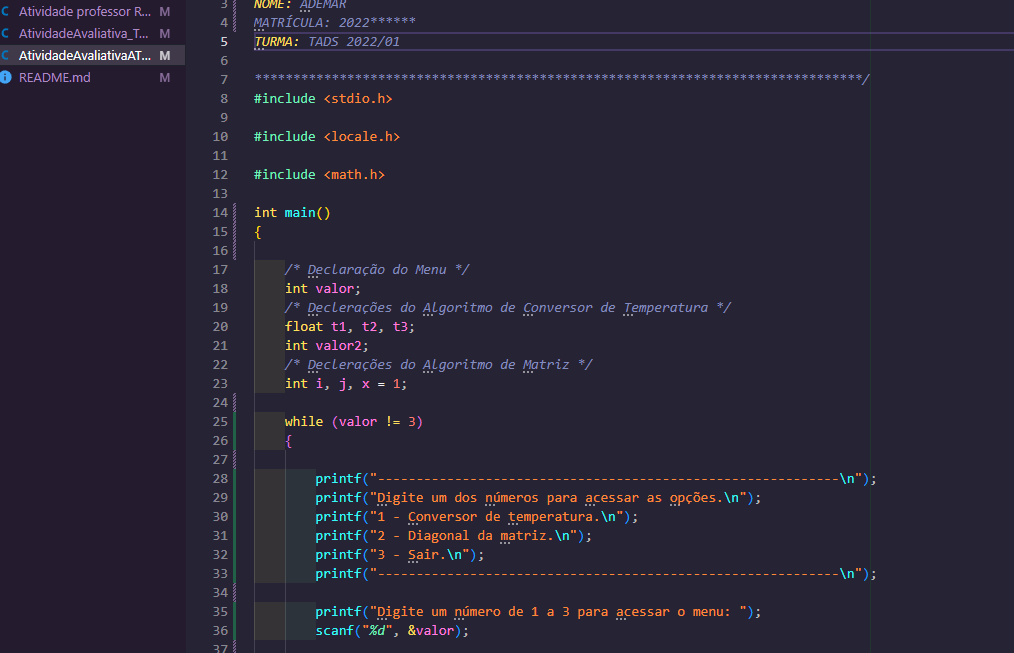 Atividade professor R... M
AtividadeAvaliativa_T... M
AtividadeAvaliativaAT... M
README.md M
3 NOME: ADEMAR
4 MATRÍCULA: 2022******
5 TURMA: TADS 2022/01
6
7 *******************************************************************************/
8 #include <stdio.h>
9
10 #include <locale.h>
11
12 #include <math.h>
13
14 int main()
15 {
16
17 /* Declaração do Menu */
18 int valor;
19 /* Declerações do Algoritmo de Conversor de Temperatura */
20 float t1, t2, t3;
21 int valor2;
22 /* Declerações do Algoritmo de Matriz */
23 int i, j, x = 1;
24
25 while (valor != 3)
26 {
27
28 printf("------------------------------------------------------------\n");
29 printf("Digite um dos números para acessar as opções.\n");
30 printf("1 - Conversor de temperatura.\n");
31 printf("2 - Diagonal da matriz.\n");
32 printf("3 - Sair.\n");
33 printf("------------------------------------------------------------\n");
34
35 printf("Digite um número de 1 a 3 para acessar o menu: ");
36 scanf("%d", &valor);
37